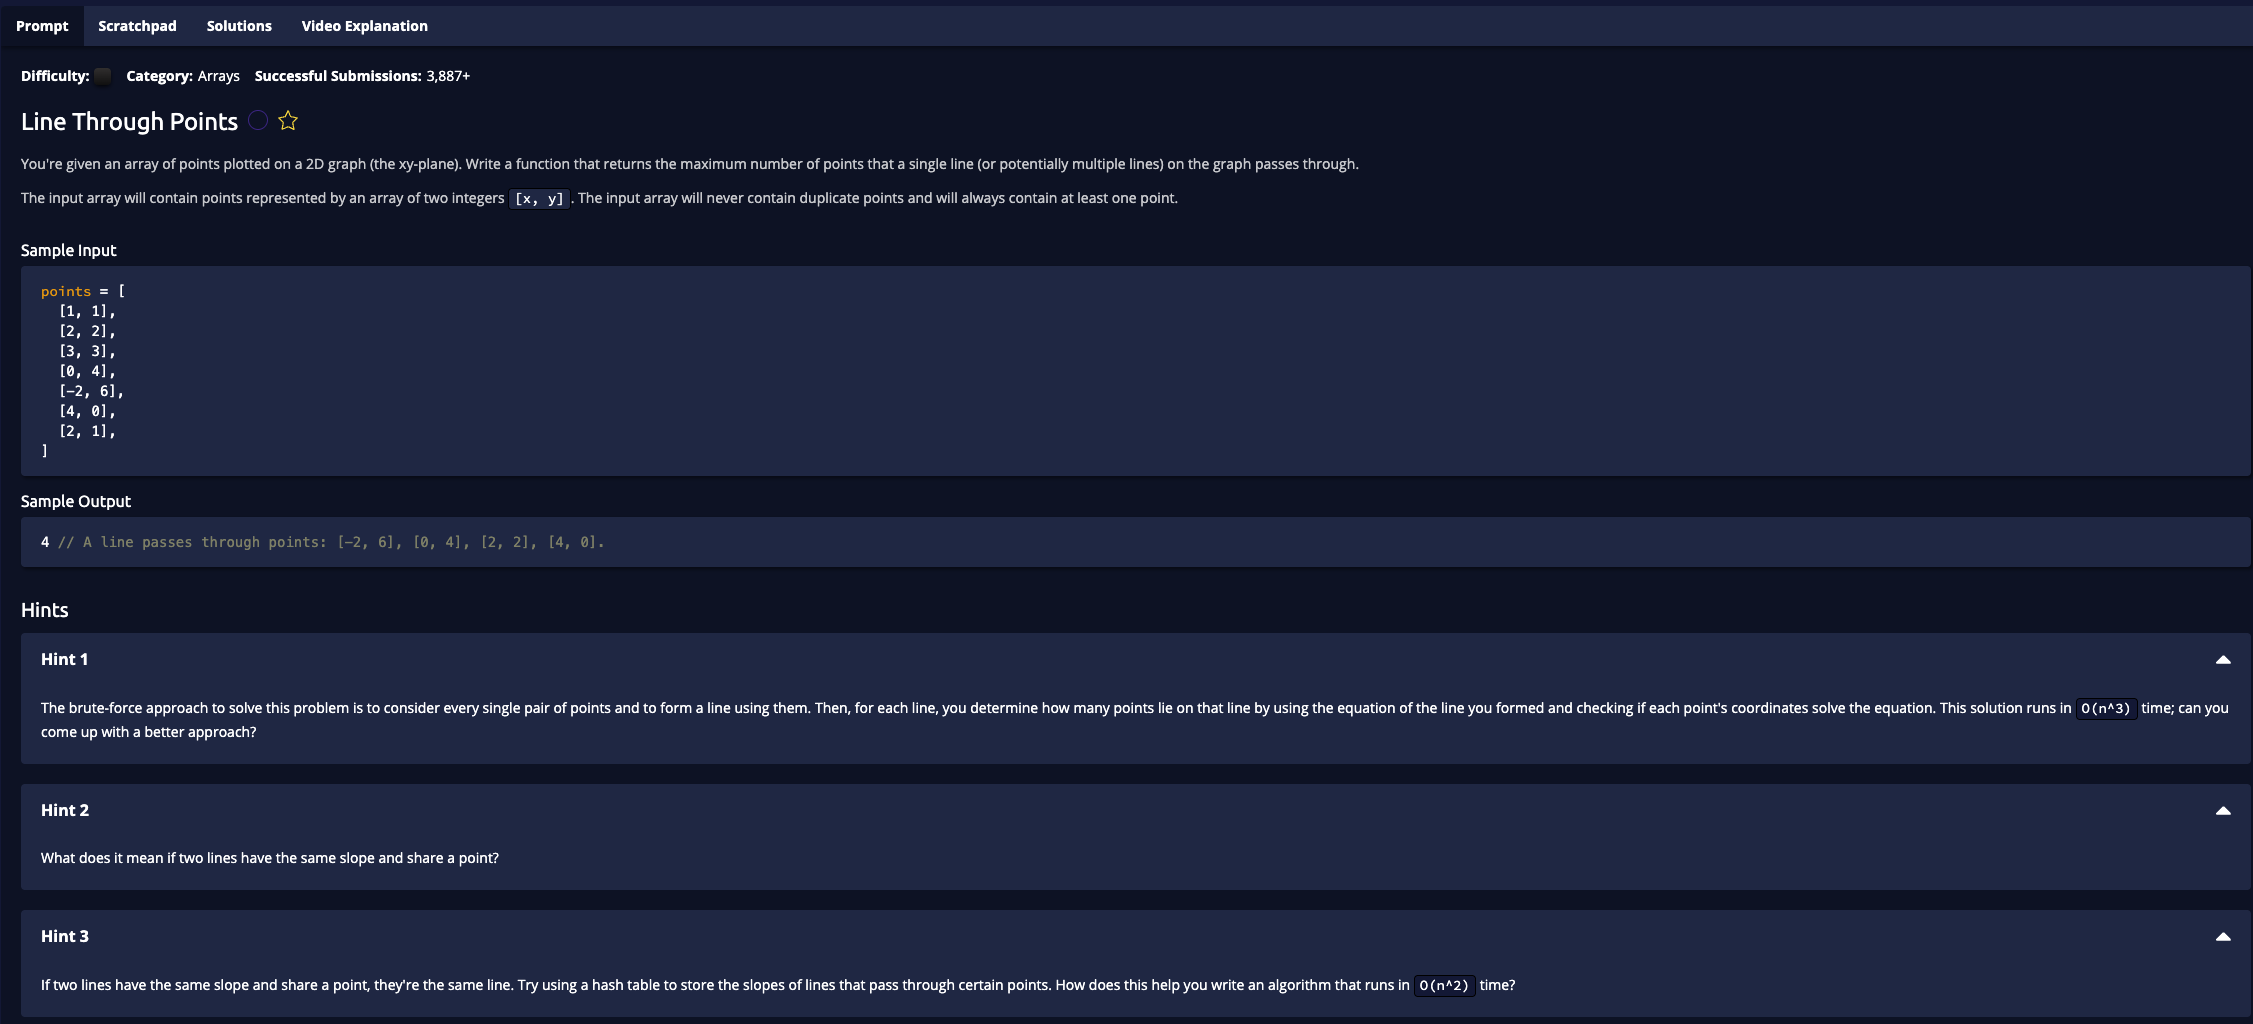 Prompt Scratchpad Solutions Video Explanation
Difficulty: Category: Arrays Successful Submissions: 3,887+
Line Through Points
You're given an array of points plotted on a 2D graph (the xy-plane). Write a function that returns the maximum number of points that a single line (or potentially multiple lines) on the graph passes through.
The input array will contain points represented by an array of two integers [x, y]. The input array will never contain duplicate points and will always contain at least one point.
Sample Input
points = [
[1, 1],
[2, 2],
[3, 3],
[0, 4],
[-2, 6],
[4, 0],
[2, 1],
]
Sample Output
4 // A line passes through points: [-2, 6], [0, 4], [2, 2], [4, 0].
Hints
Hint 1
The brute-force approach to solve this problem is to consider every single pair of points and to form a line using them. Then, for each line, you determine how many points lie on that line by using the equation of the line you formed and checking if each point's coordinates solve the equation. This solution runs in O(n^3) time; can you
come up with a better approach?
Hint 2
What does it mean if two lines have the same slope and share a point?
Hint 3
If two lines have the same slope and share a point, they're the same line. Try using a hash table to store the slopes of lines that pass through certain points. How does this help you write an algorithm that runs in O(n^2) time?